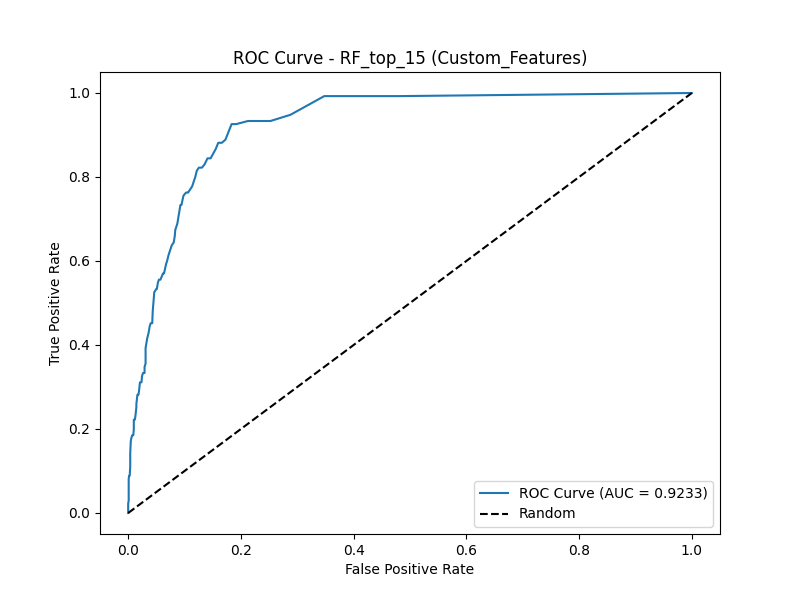 ROC Curve - RF_top_15 (Custom_Features)
True Positive Rate
1.0
0.8
0.6
0.4
0.2
0.0
ROC Curve (AUC = 0.9233)
Random
0.0 0.2 0.4 0.6 0.8 1.0
False Positive Rate